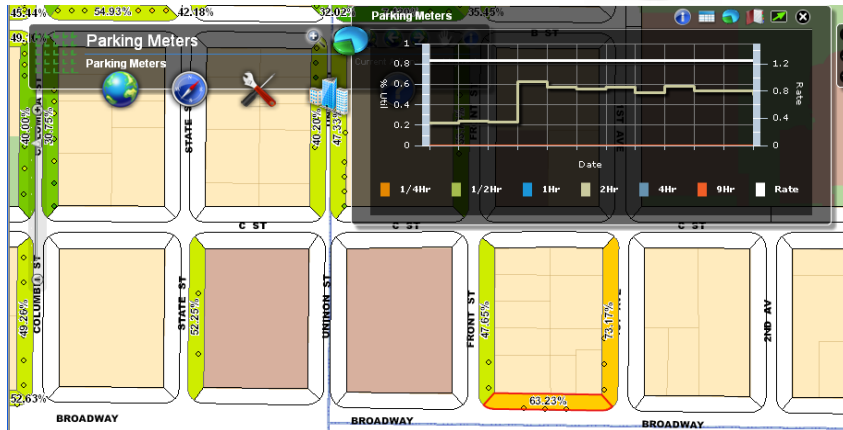 45.44%
54.93%
42.18%
32.02%
35.45%
Parking Meters
B ST
Parking Meters
Parking Meters
1
0.8
0.6
0.4
0.2
0
% Util
1.2
0.8
0.4
0
Rate
Date
1/4Hr
1/2Hr
1Hr
2Hr
4Hr
9Hr
Rate
40.00%
30.75%
STATE ST
40.20%
47.33%
FRONT ST
1ST AVE
C ST
C ST
C ST
49.26%
COLUMBIA ST
STATE ST
52.25%
UNINON ST
FRONT ST
47.65%
73.17%
2ND AV
52.63%
63.23%
BROADWAY
BROADWAY
BROADWAY